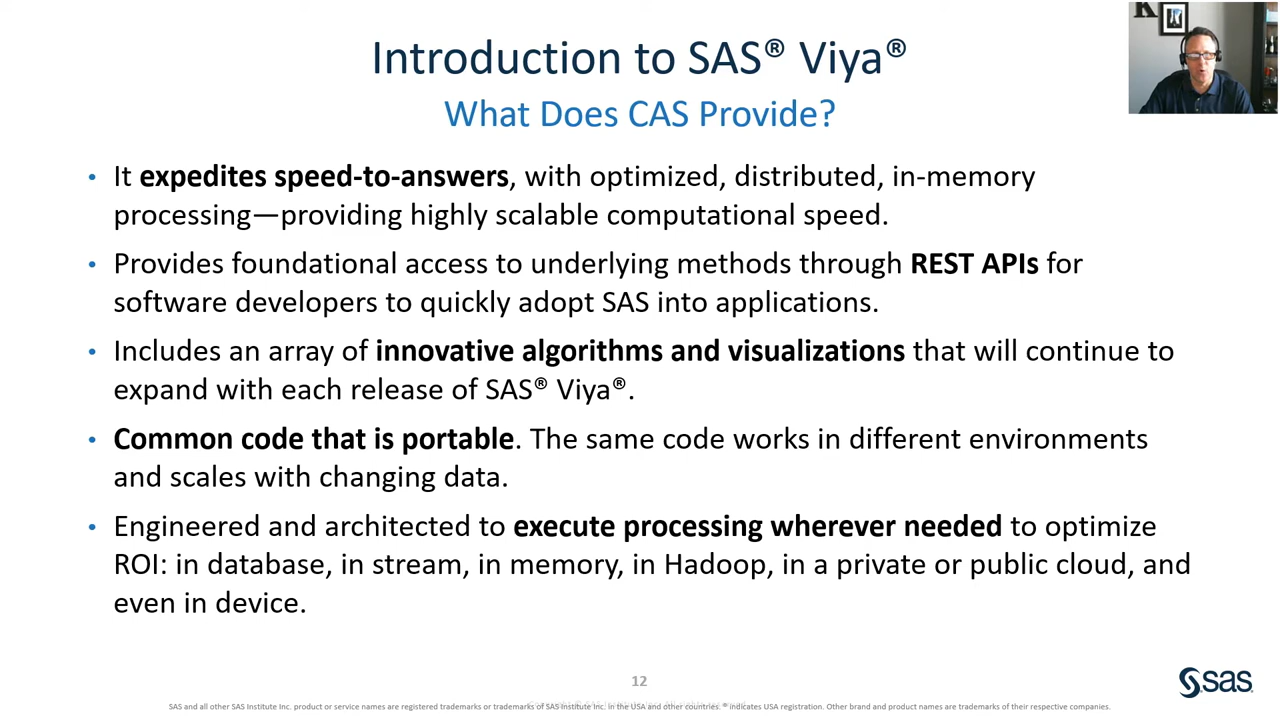 Introduction to SAS® Viya®
What Does CAS Provide?
• It expedites speed-to-answers, with optimized, distributed, in-memory
processing—providing highly scalable computational speed.
• Provides foundational access to underlying methods through REST APIs for
software developers to quickly adopt SAS into applications.
• Includes an array of innovative algorithms and visualizations that will continue to
expand with each release of SAS® Viya®.
• Common code that is portable. The same code works in different environments
and scales with changing data.
• Engineered and architected to execute processing wherever needed to optimize
ROI: in database, in stream, in memory, in Hadoop, in a private or public cloud, and
even in device.
12
sas
SAS and all other SAS Institute Inc. product or service names are registered trademarks or trademarks of SAS Institute Inc. in the USA and other countries. ® indicates USA registration. Other brand and product names are trademarks of their respective companies.